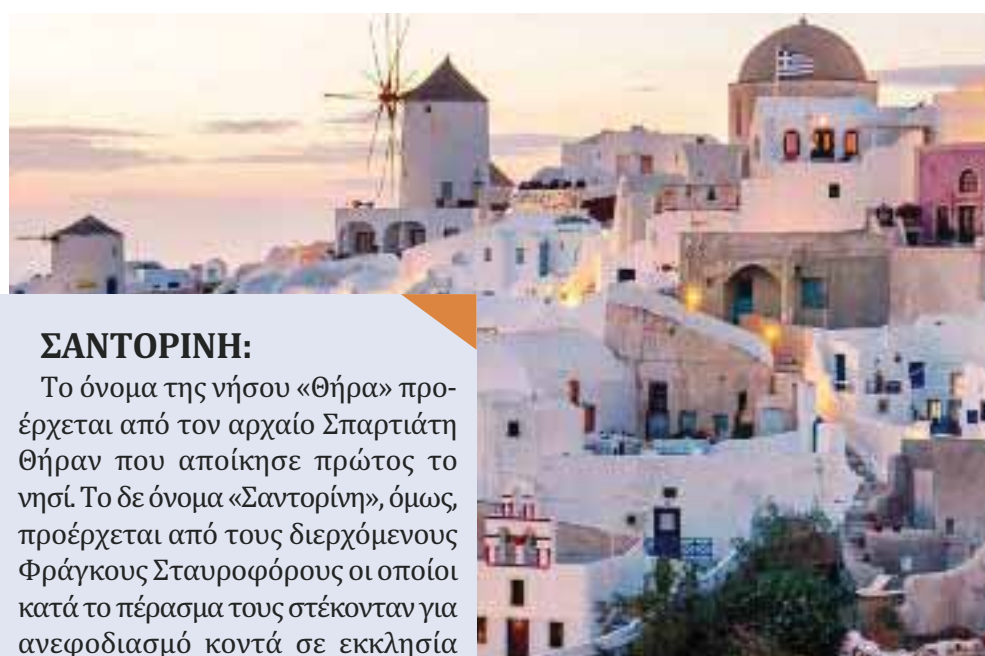 ΣΑΝΤΟΡΙΝΗ:
Το όνομα της νήσου «Θήρα» προ-
έρχεται από τον αρχαίο Σπαρτιάτη
Θήραν που αποίκησε πρώτος το
νησί. Το δε όνομα «Σαντορίνη», όμως,
προέρχεται από τους διερχόμενους
Φράγκους Σταυροφόρους οι οποίοι
κατά το πέρασμα τους στέκονταν για
ανεφοδιασμό κοντά σε εκκλησία